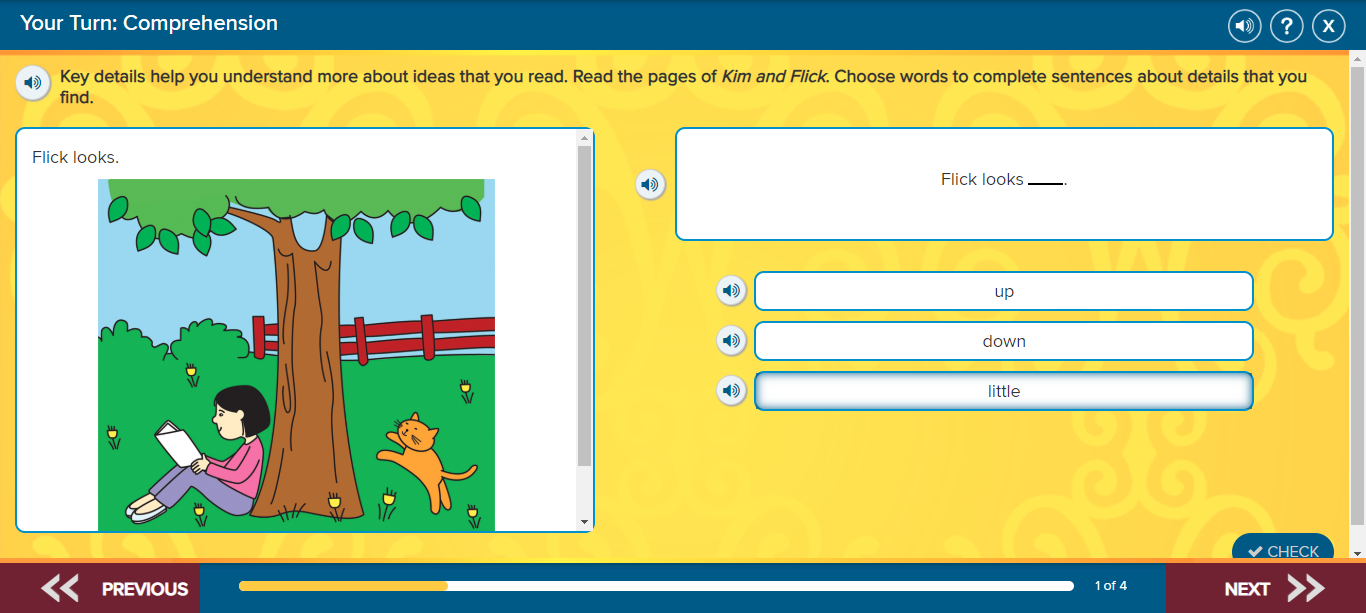 Your Turn: Comprehension
?
X
Key details help you understand more about ideas that you read. Read the pages of Kim and Flick. Choose words to complete sentences about details that you
find.
Flick looks.
Flick looks ____.
up
down
little
CHECK
PREVIOUS
1 of 4
NEXT